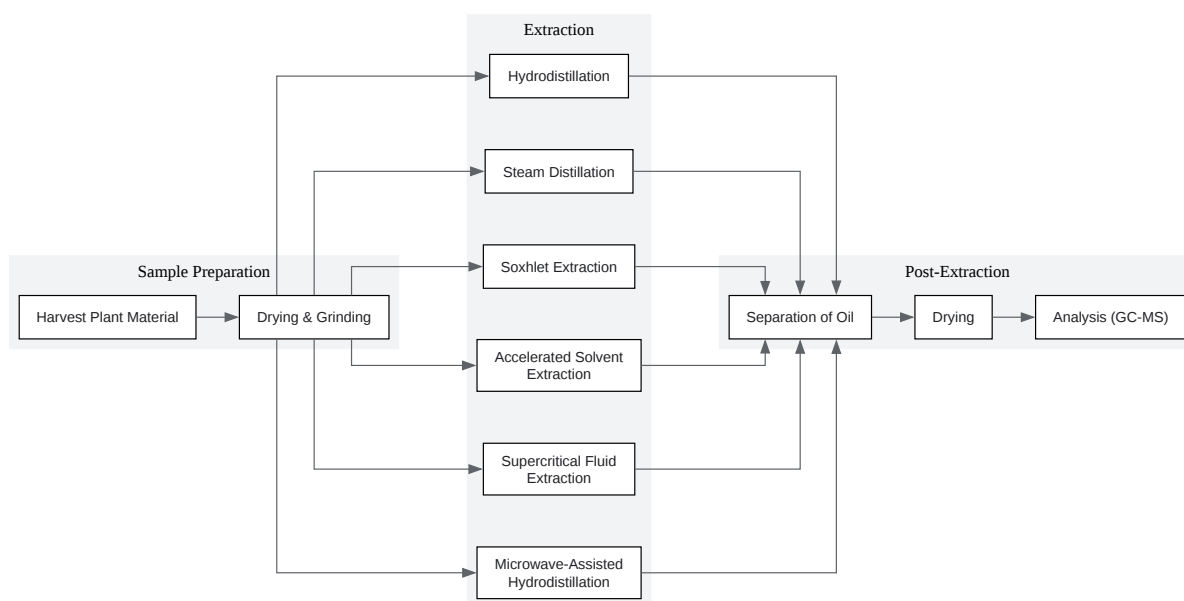 Extraction
Hydrodistillation
Steam Distillation
Soxhlet Extraction
Sample Preparation
Harvest Plant Material
Drying & Grinding
Accelerated Solvent
Extraction
Supercritical Fluid
Extraction
Microwave-Assisted
Hydrodistillation
Post-Extraction
Separation of Oil
Drying
Analysis (GC-MS)